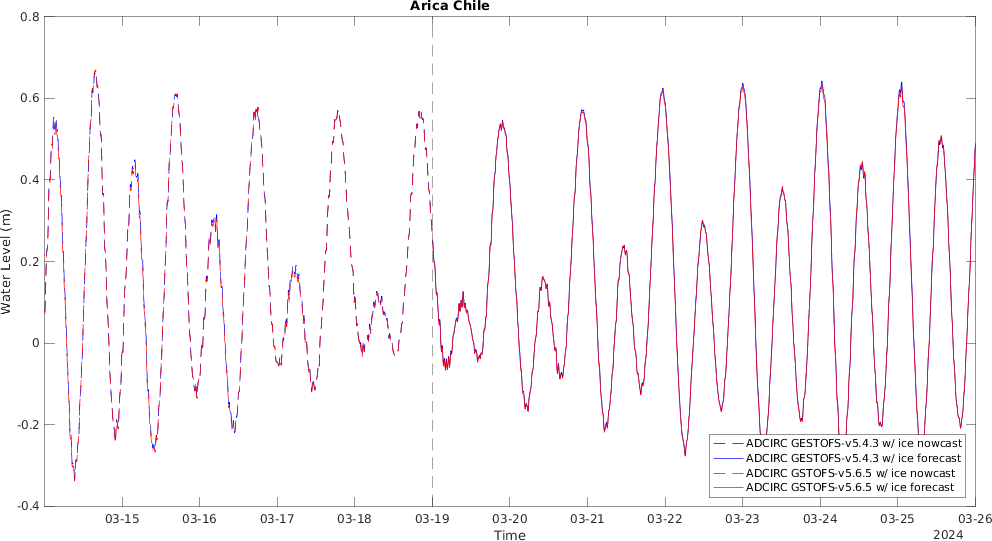 Arica Chile
0.8
0.6
0.4
0.2
0
-0.2
-0.4
Water Level (m)
03-15 03-16 03-17 03-18 03-19 03-20 03-21 03-22 03-23 03-24 03-25 03-26
Time
2024
ADCIRC GESTOFS-v5.4.3 w/ ice nowcast
ADCIRC GESTOFS-v5.4.3 w/ ice forecast
ADCIRC GSTOFS-v5.6.5 w/ ice nowcast
ADCIRC GSTOFS-v5.6.5 w/ ice forecast